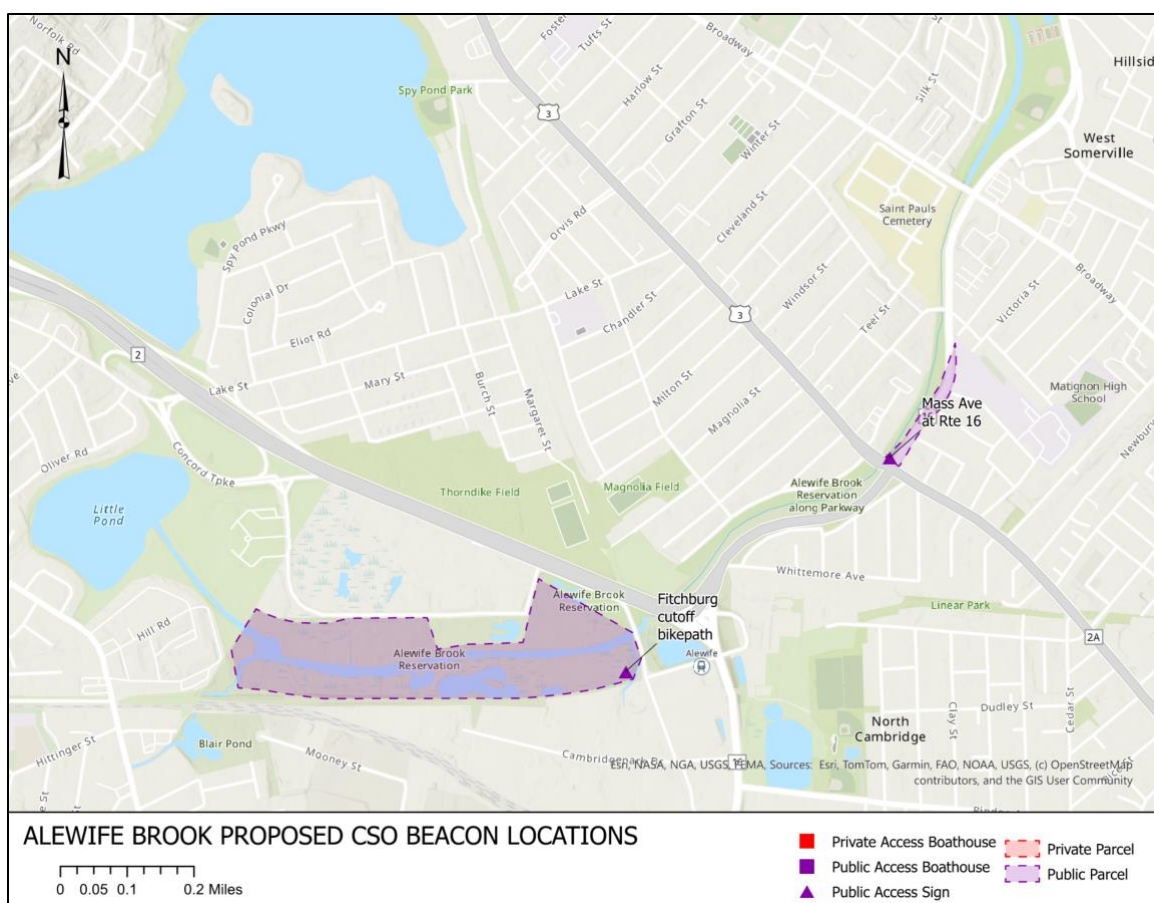 Norfolk Rd
N
Foster
Tufts St
Broadway
Hillside
Harlow St
Silk St
Spy Pond Park
3
Grafton St
Winter St
West
Somerville
Orvis Rd
Cleveland St
Saint Pauls
Cemetery
Spy Pond Pkwy
Colonial Dr
Lake St
Chandler St
Windsor St
Broadway
Eliot Rd
3
Teel St
Victoria St
2
Lake St
Mary St
Burch St
Margaret St
Milton St
Magnolia St
Matignon High
School
Mass Ave
at Rte 16
Newbury
Oliver Rd
Concord Tpke
Thorndike Field
Magnolia Field
Alewife Brook
Reservation
along Parkway
Little
Pond
Whittemore Ave
Alewife Brook
Reservation
Fitchburg
cutoff
bikepath
Linear Park
Hill Rd
2A
Alewife Brook
Reservation
Alewife
Dudley St
Cedar St
Clay St
North
Cambridge
Hittinger St
Blair Pond
Mooney St
Cambridgepark Dr
16
Esri, NASA, NGA, USGS, FEMA, Sources: Esri, TomTom, Garmin, FAO, NOAA, USGS, (c) OpenStreetMap
contributors, and the GIS User Community
ALEWIFE BROOK PROPOSED CSO BEACON LOCATIONS
0 0.05 0.1 0.2 Miles
Private Access Boathouse
Public Access Boathouse
Public Access Sign
Private Parcel
Public Parcel